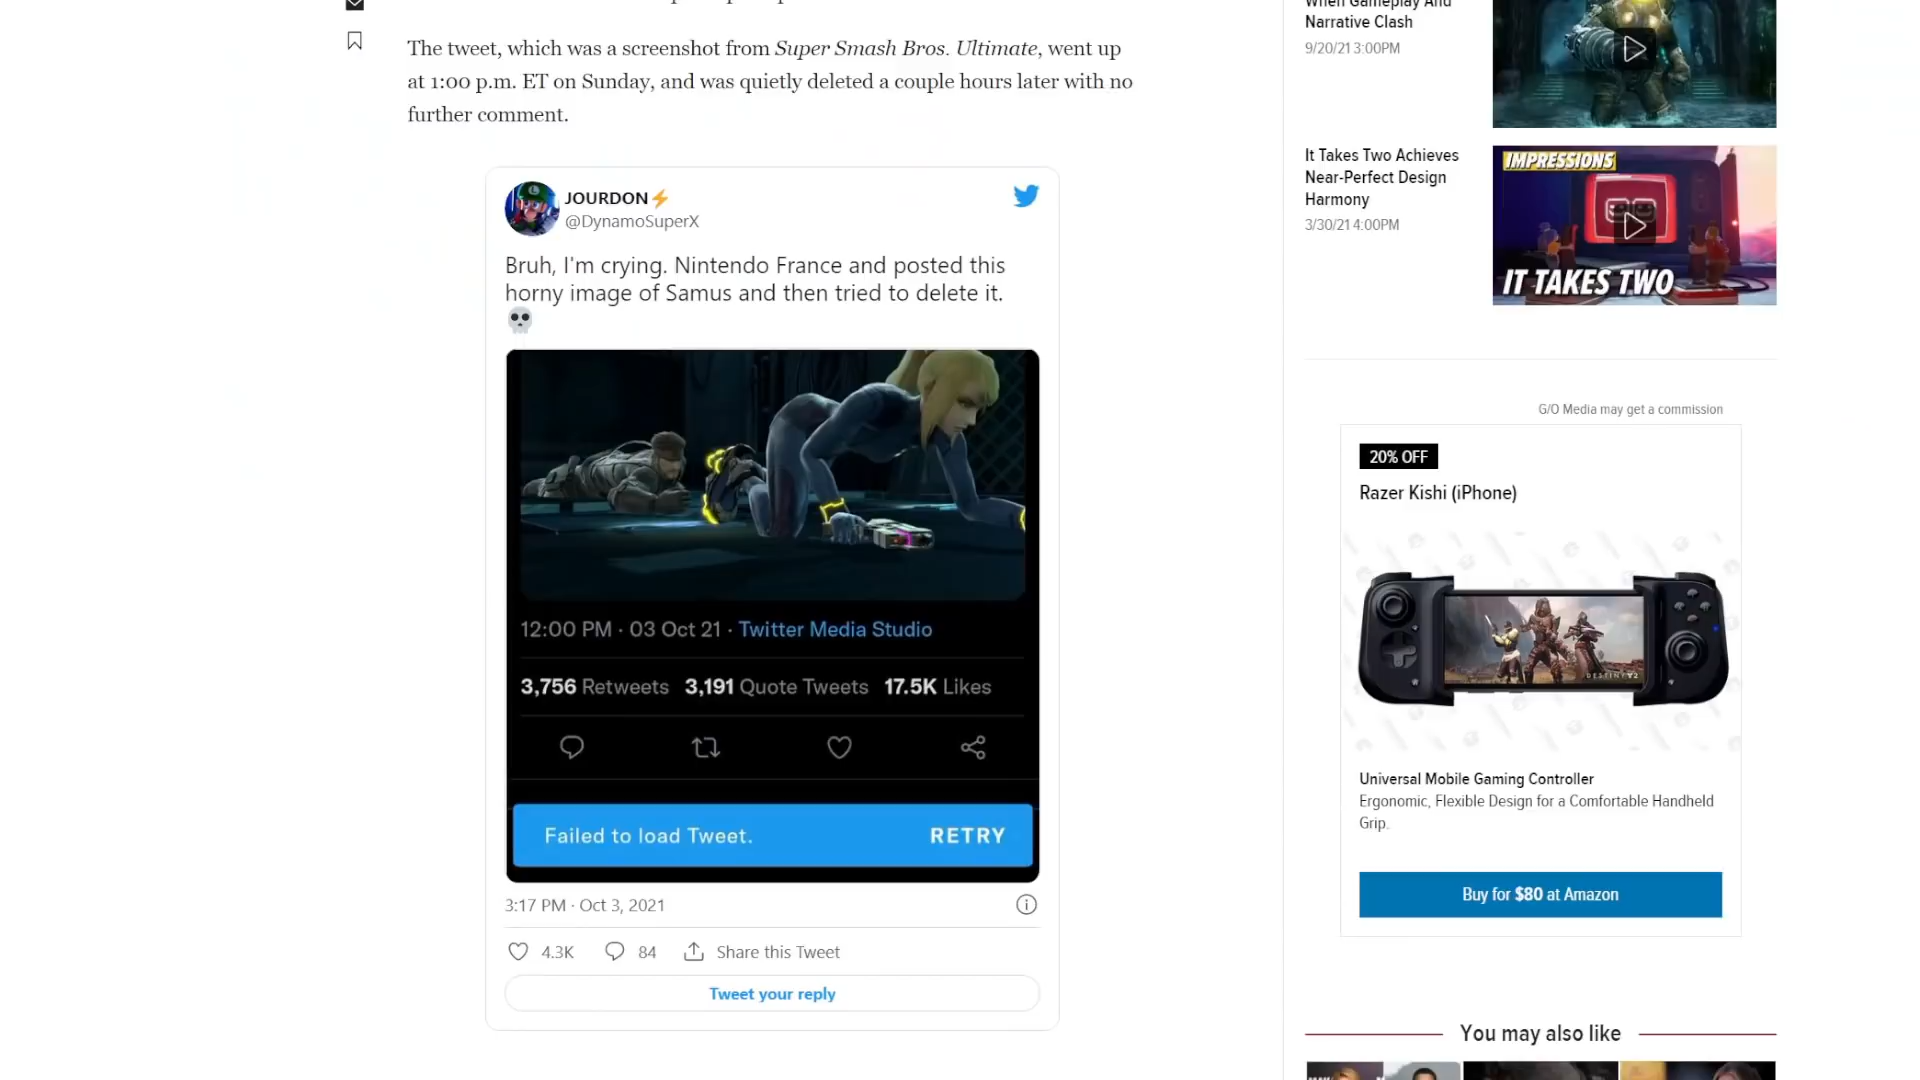 The tweet, which was a screenshot from Super Smash Bros. Ultimate, went up
at 1:00 p.m. ET on Sunday, and was quietly deleted a couple hours later with no
further comment.
JOURDON⚡
@DynamoSuperX
Bruh, I'm crying. Nintendo France and posted this
horny image of Samus and then tried to delete it.
💀
12:00 PM · 03 Oct 21 · Twitter Media Studio
3,756 Retweets 3,191 Quote Tweets 17.5K Likes
Failed to load Tweet. RETRY
3:17 PM · Oct 3, 2021
4.3K 84 Share this Tweet
Tweet your reply
When Gameplay And
Narrative Clash
9/20/21 3:00PM
It Takes Two Achieves
Near-Perfect Design
Harmony
3/30/21 4:00PM
IMPRESSIONS
IT TAKES TWO
G/O Media may get a commission
20% OFF
Razer Kishi (iPhone)
DESTINY 2
Universal Mobile Gaming Controller
Ergonomic, Flexible Design for a Comfortable Handheld
Grip.
Buy for $80 at Amazon
You may also like